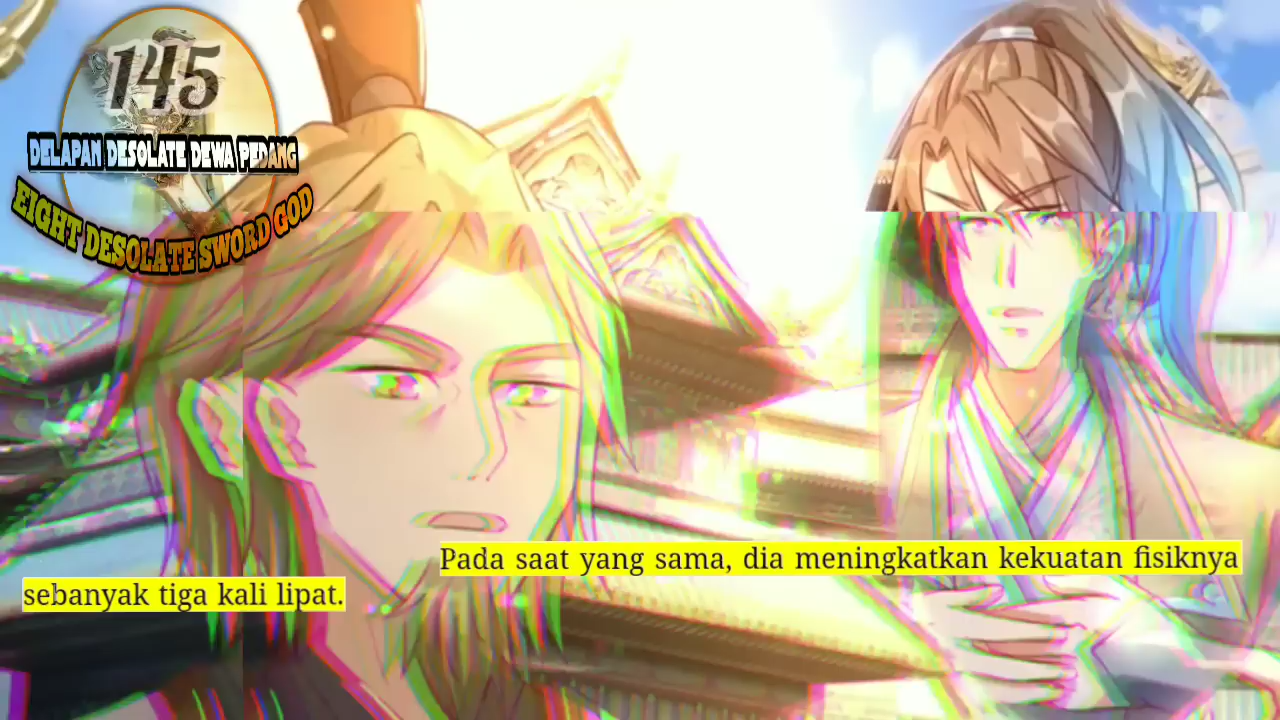 145
DELAPAN DESOLATE DEWA PEDANG
EIGHT DESOLATE SWORD GOD
Pada saat yang sama, dia meningkatkan kekuatan fisiknya
sebanyak tiga kali lipat.